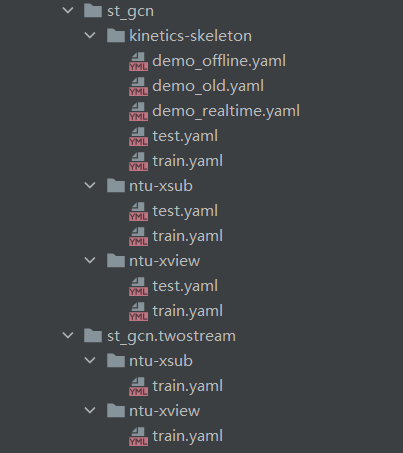 st_gcn
kinetics-skeleton
YML demo_offline.yaml
YML demo_old.yaml
YML demo_realtime.yaml
YML test.yaml
YML train.yaml
ntu-xsub
YML test.yaml
YML train.yaml
ntu-xview
YML test.yaml
YML train.yaml
st_gcn.twostream
ntu-xsub
YML train.yaml
ntu-xview
YML train.yaml